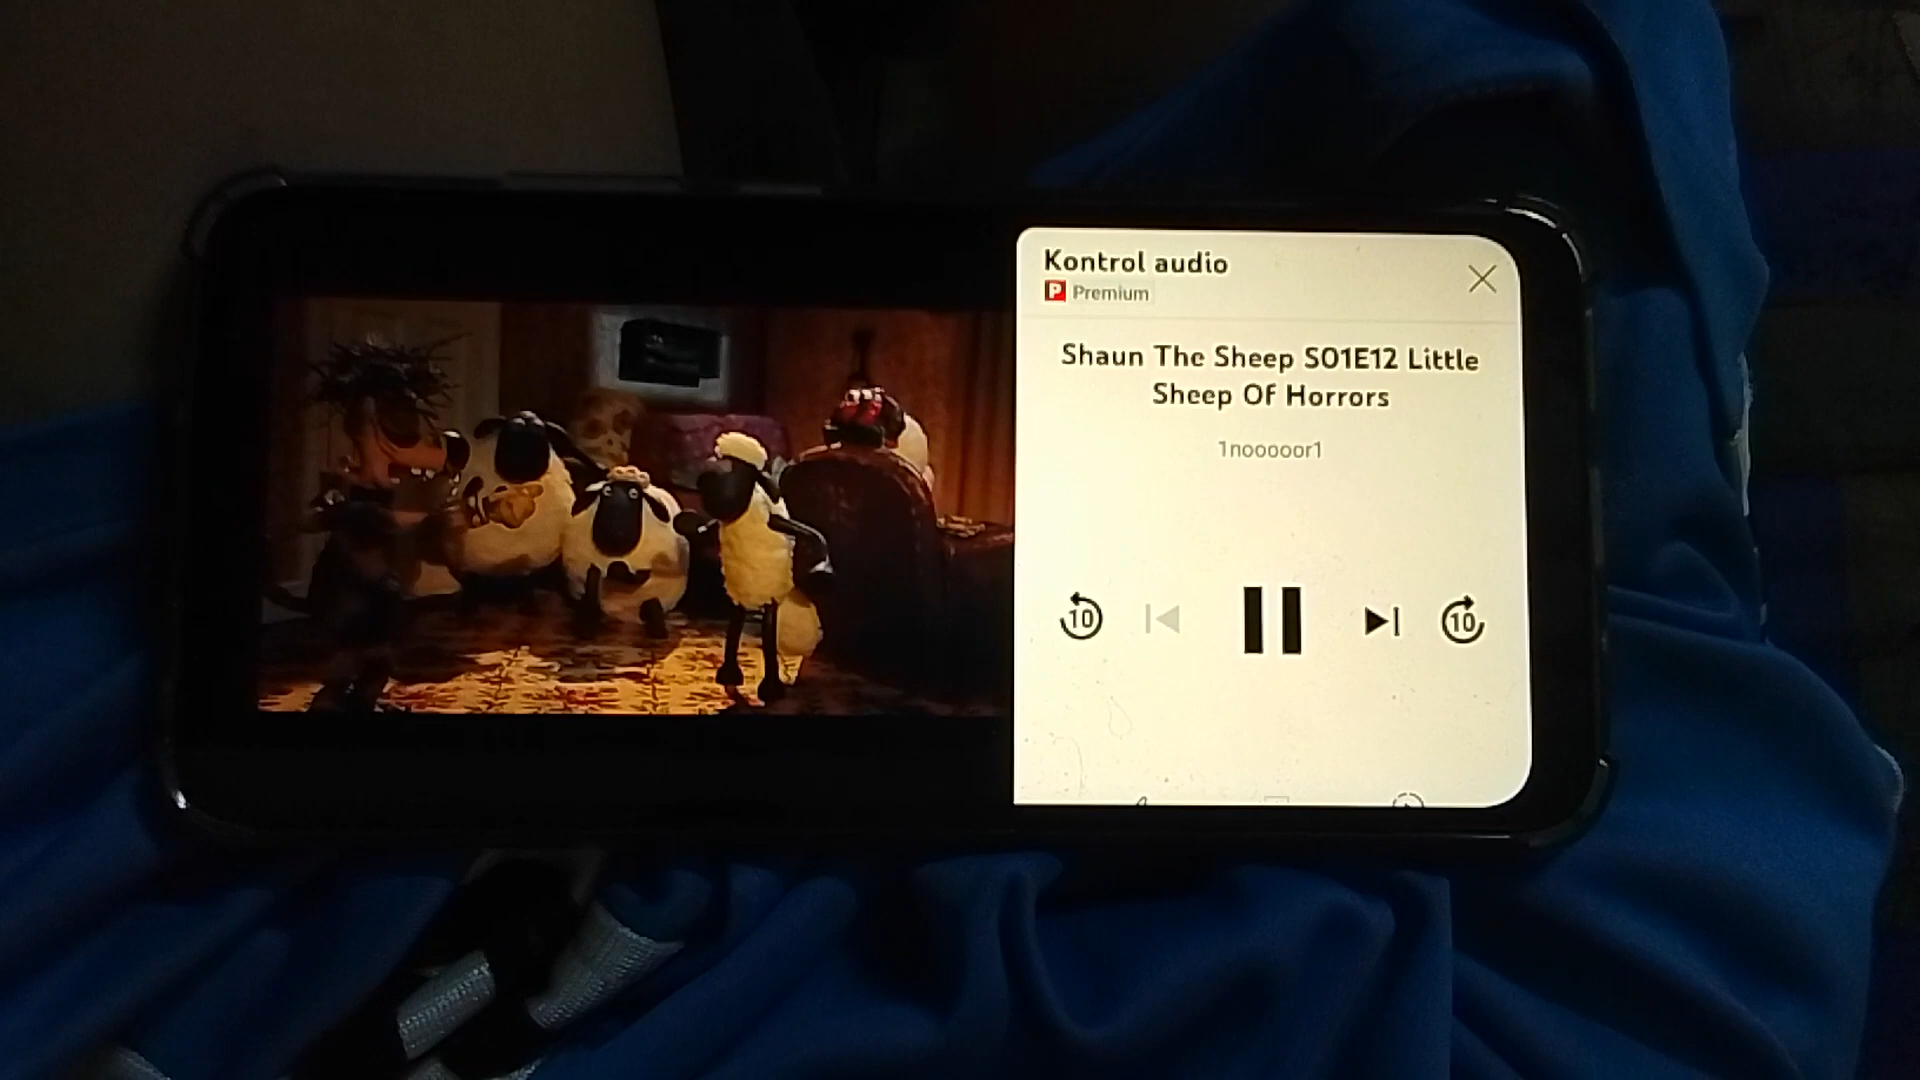 Kontrol audio
P Premium
Shaun The Sheep S01E12 Little
Sheep Of Horrors
1nooooor1
10
10